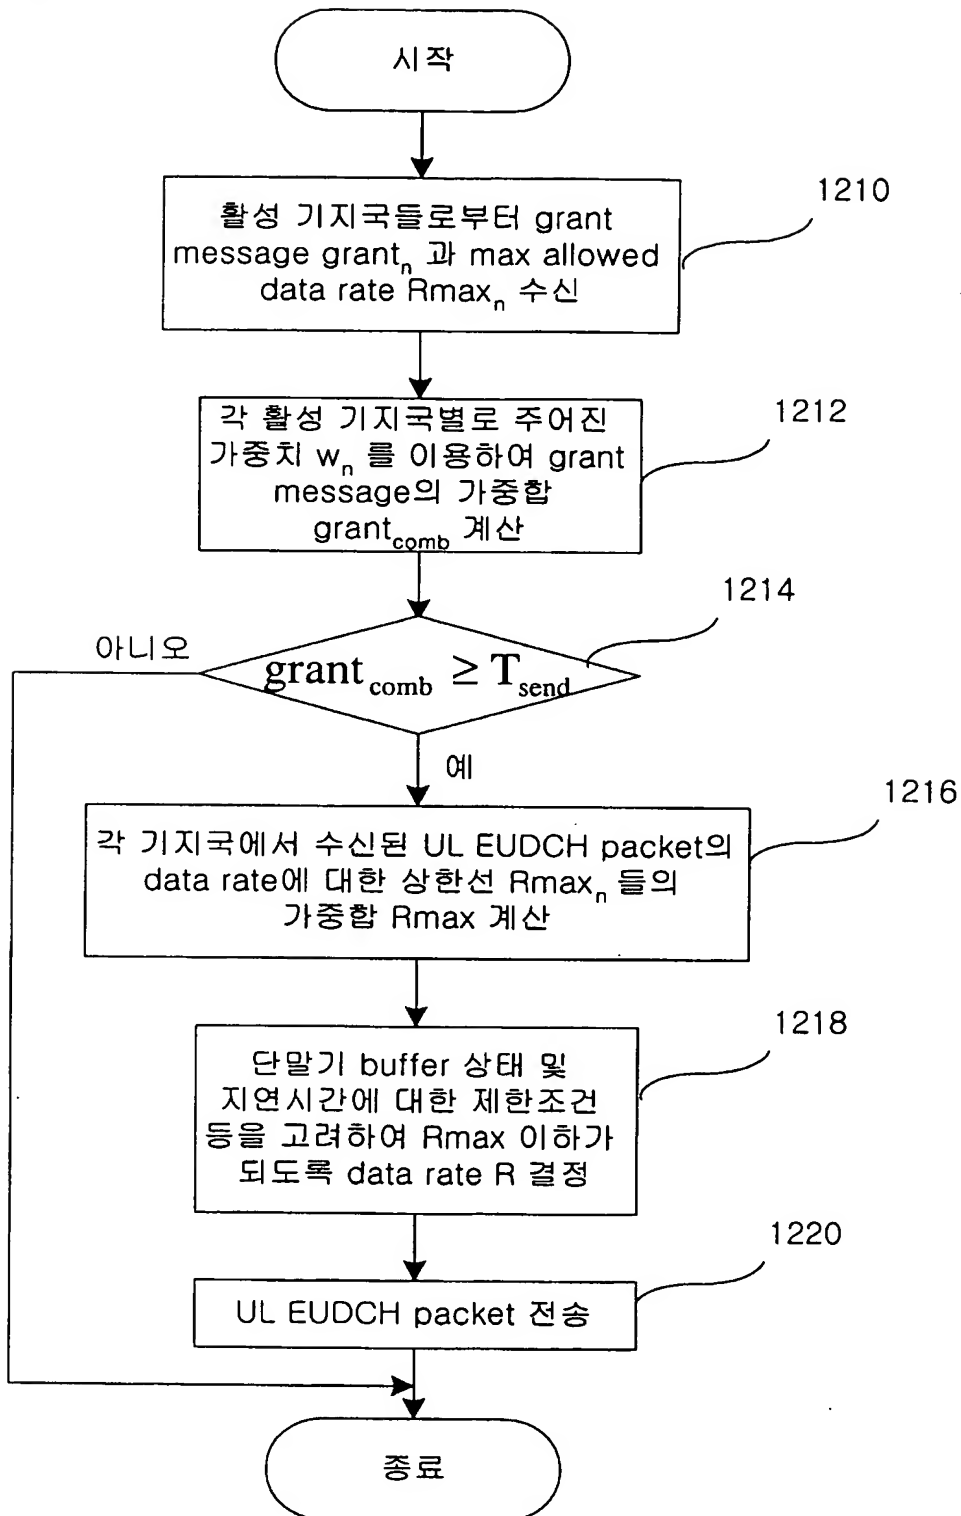 시작
1210
활성 기지국들로부터 grant
message grantn 과 max allowed
data rate Rmaxn 수신
1212
각 활성 기지국별로 주어진
가중치 wn 를 이용하여 grant
message의 가중합
grantcomb 계산
1214
아니오
grantcomb ≥ Tsend
예
1216
각 기지국에서 수신된 UL EUDCH packet의
data rate에 대한 상한선 Rmaxn 들의
가중합 Rmax 계산
1218
단말기 buffer 상태 및
지연시간에 대한 제한조건
등을 고려하여 Rmax 이하가
되도록 data rate R 결정
1220
UL EUDCH packet 전송
종료